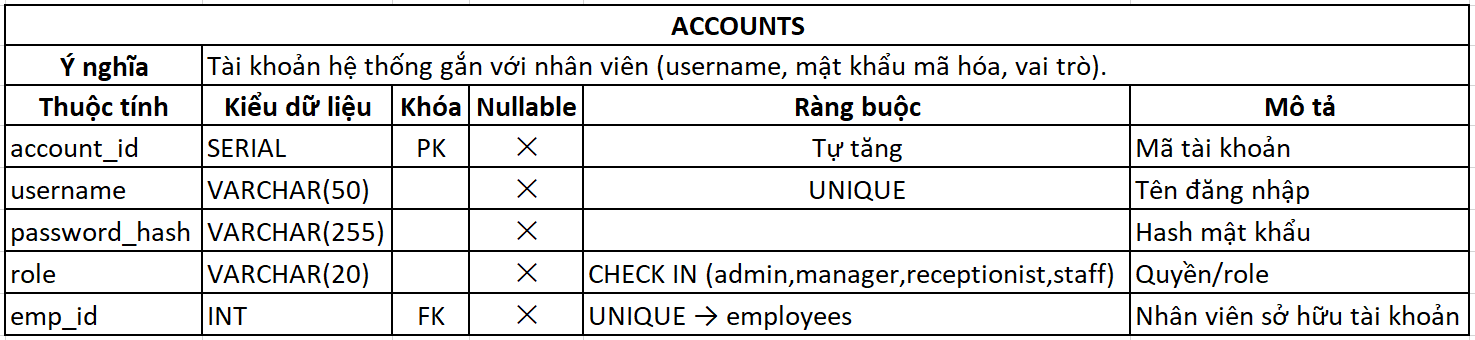 ACCOUNTS
Ý nghĩa Tài khoản hệ thống gắn với nhân viên (username, mật khẩu mã hóa, vai trò).
Thuộc tính Kiểu dữ liệu Khóa Nullable Ràng buộc Mô tả
account_id SERIAL PK × Tự tăng Mã tài khoản
username VARCHAR(50) × UNIQUE Tên đăng nhập
password_hash VARCHAR(255) × Hash mật khẩu
role VARCHAR(20) × CHECK IN (admin,manager,receptionist,staff) Quyền/role
emp_id INT FK × UNIQUE → employees Nhân viên sở hữu tài khoản